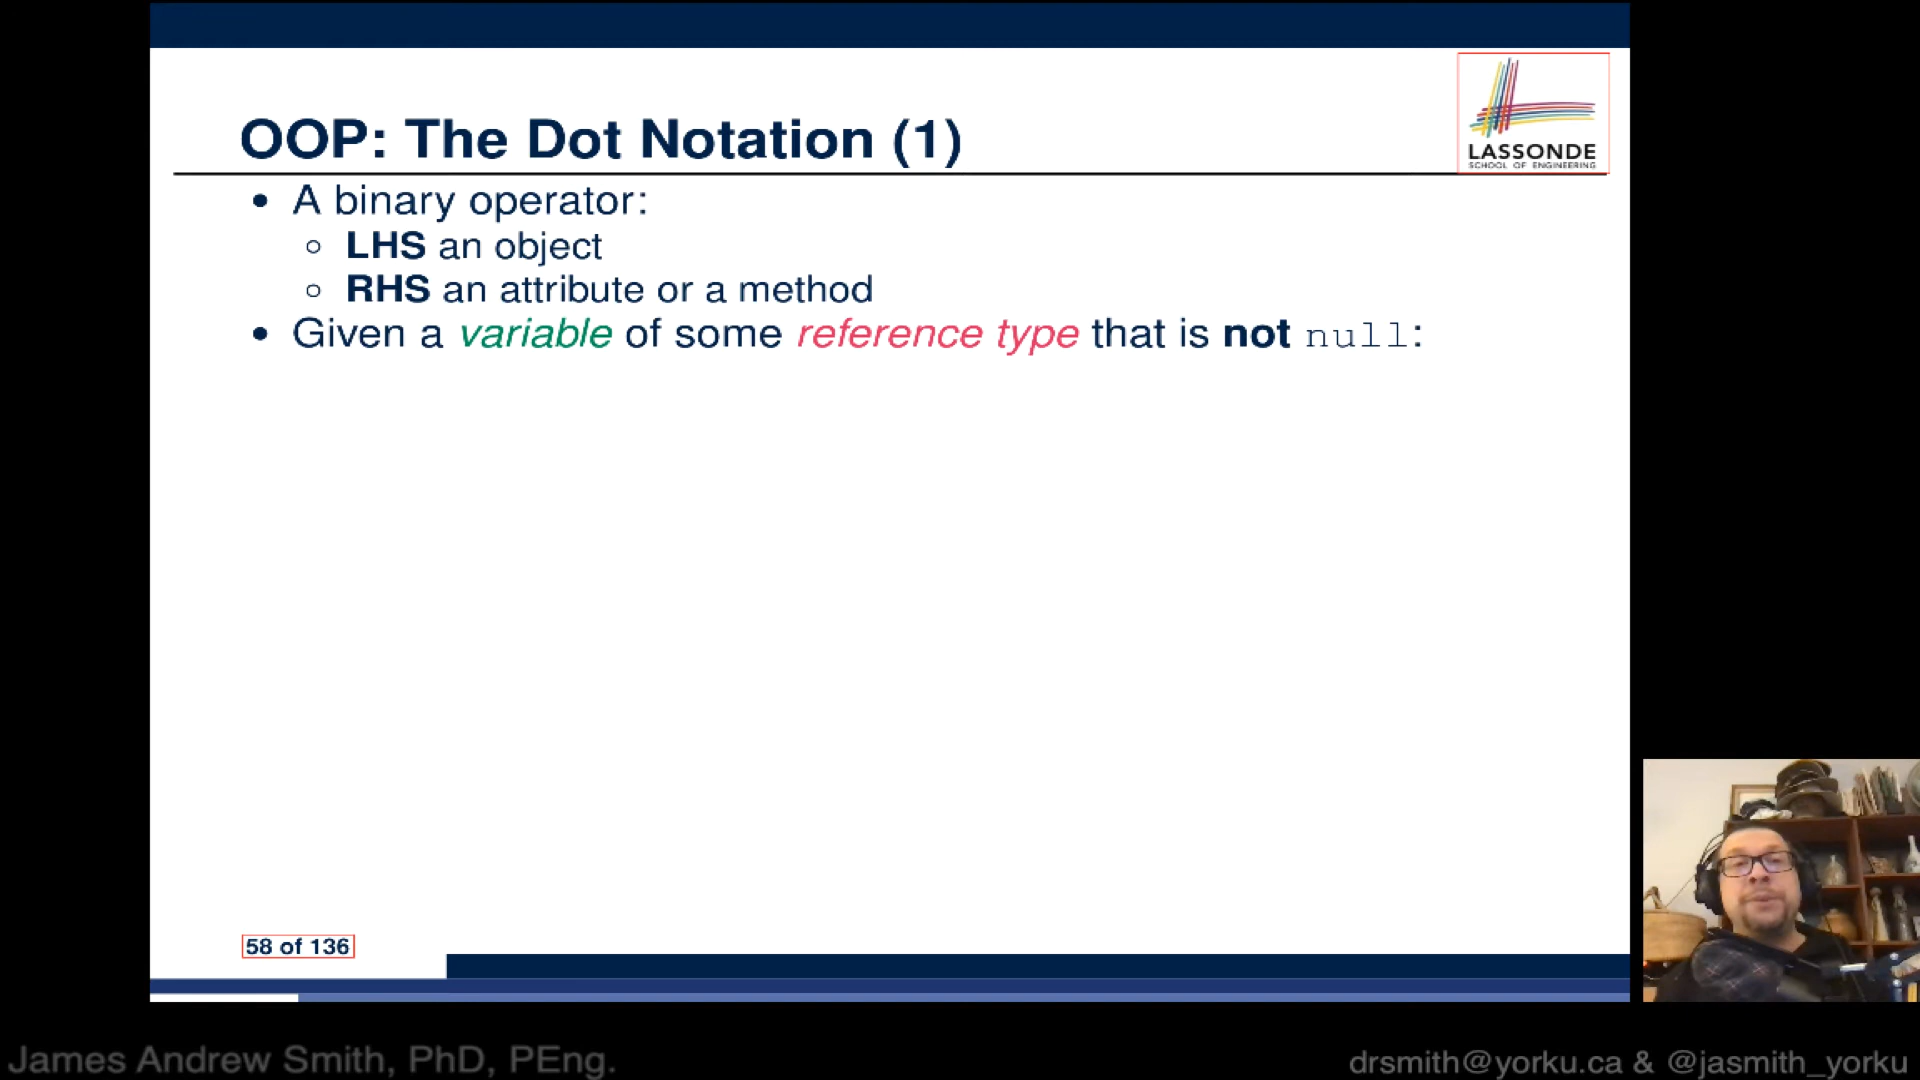 LASSONDE
SCHOOL OF ENGINEERING
OOP: The Dot Notation (1)
• A binary operator:
◦ LHS an object
◦ RHS an attribute or a method
• Given a variable of some reference type that is not null:
58 of 136
James Andrew Smith, PhD, PEng.
drsmith@yorku.ca & @jasmith_yorku